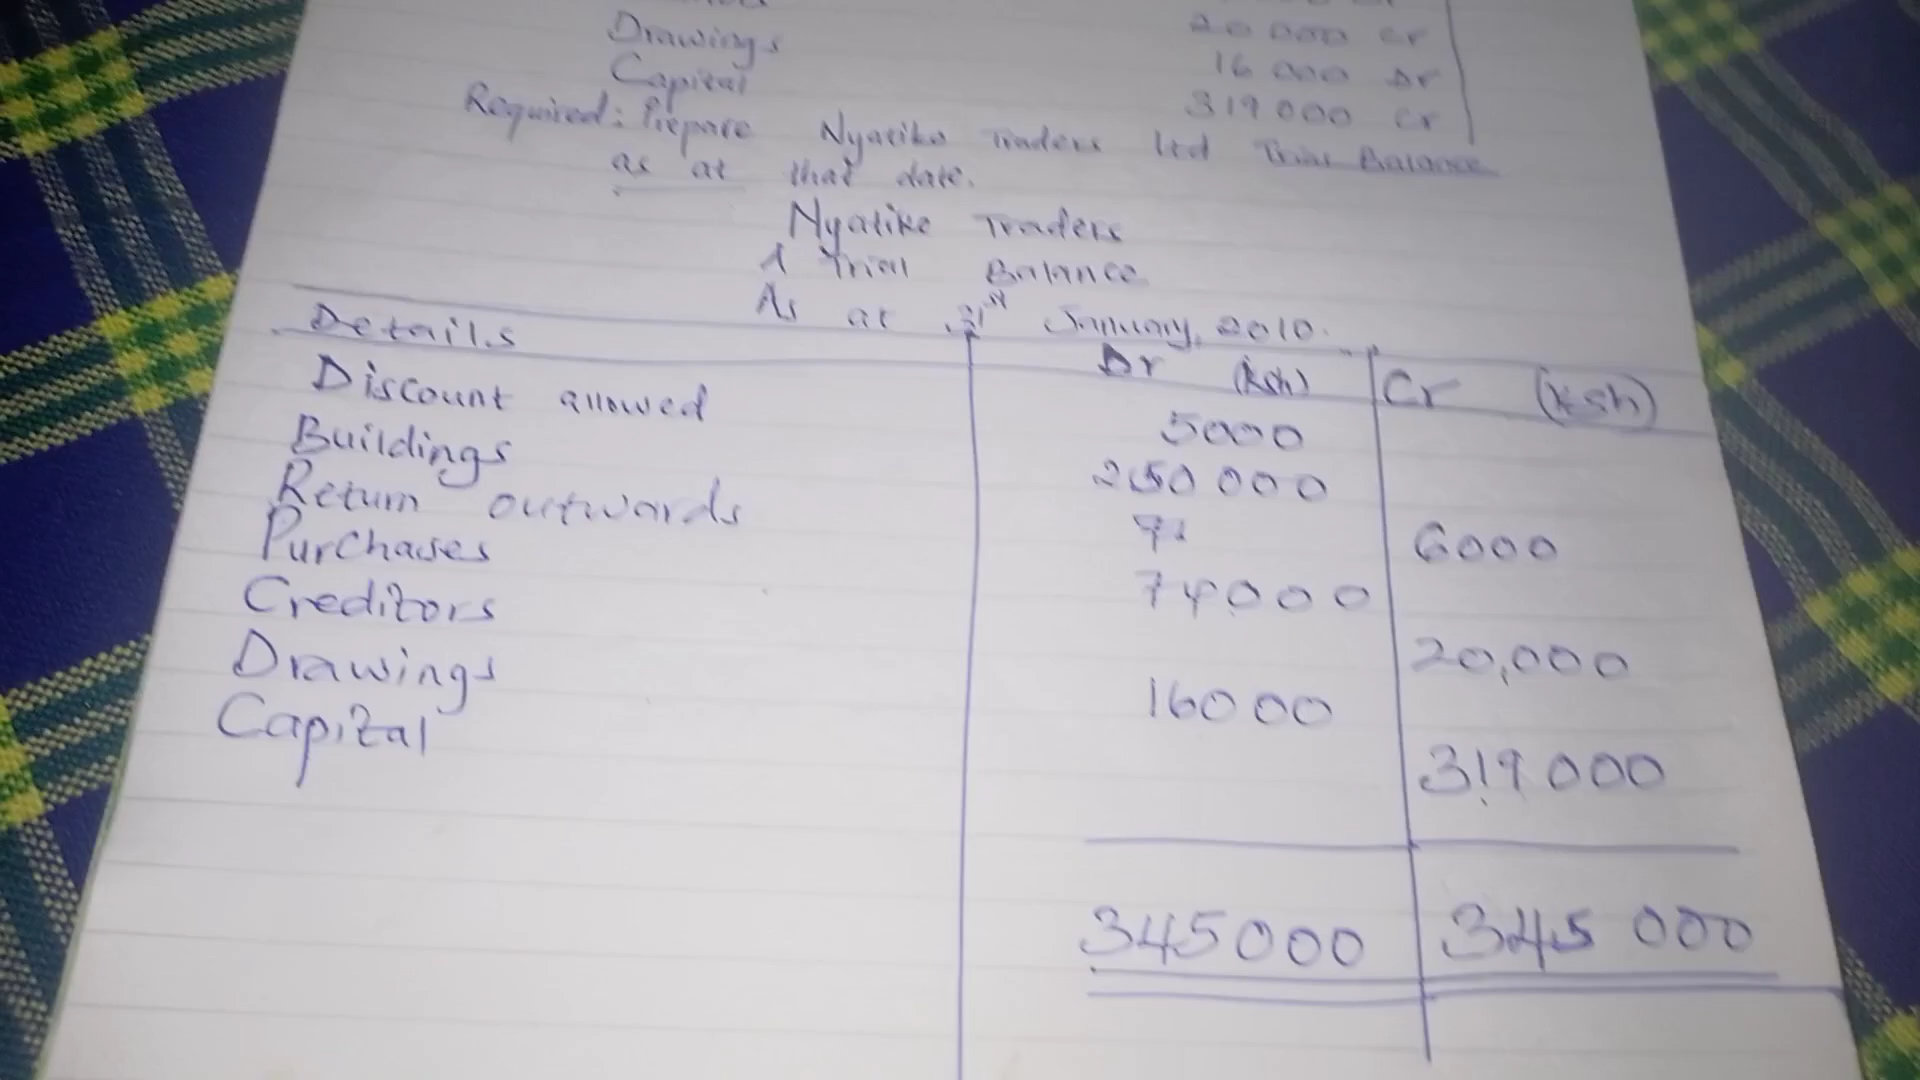 Drawings 20 000 cr
Capital 16 000 Dr
319 000 cr
Required: Prepare Nyatike Traders Ltd Trial Balance
as at that date.
Nyatike Traders
A Trial Balance
As at 31st January, 2010.
Details Dr (ksh) Cr (ksh)
Discount allowed 5000
Buildings 250 000
Return outwards 6000
Purchases 74000
Creditors 20,000
Drawings 16000
Capital 319 000
345000 345 000